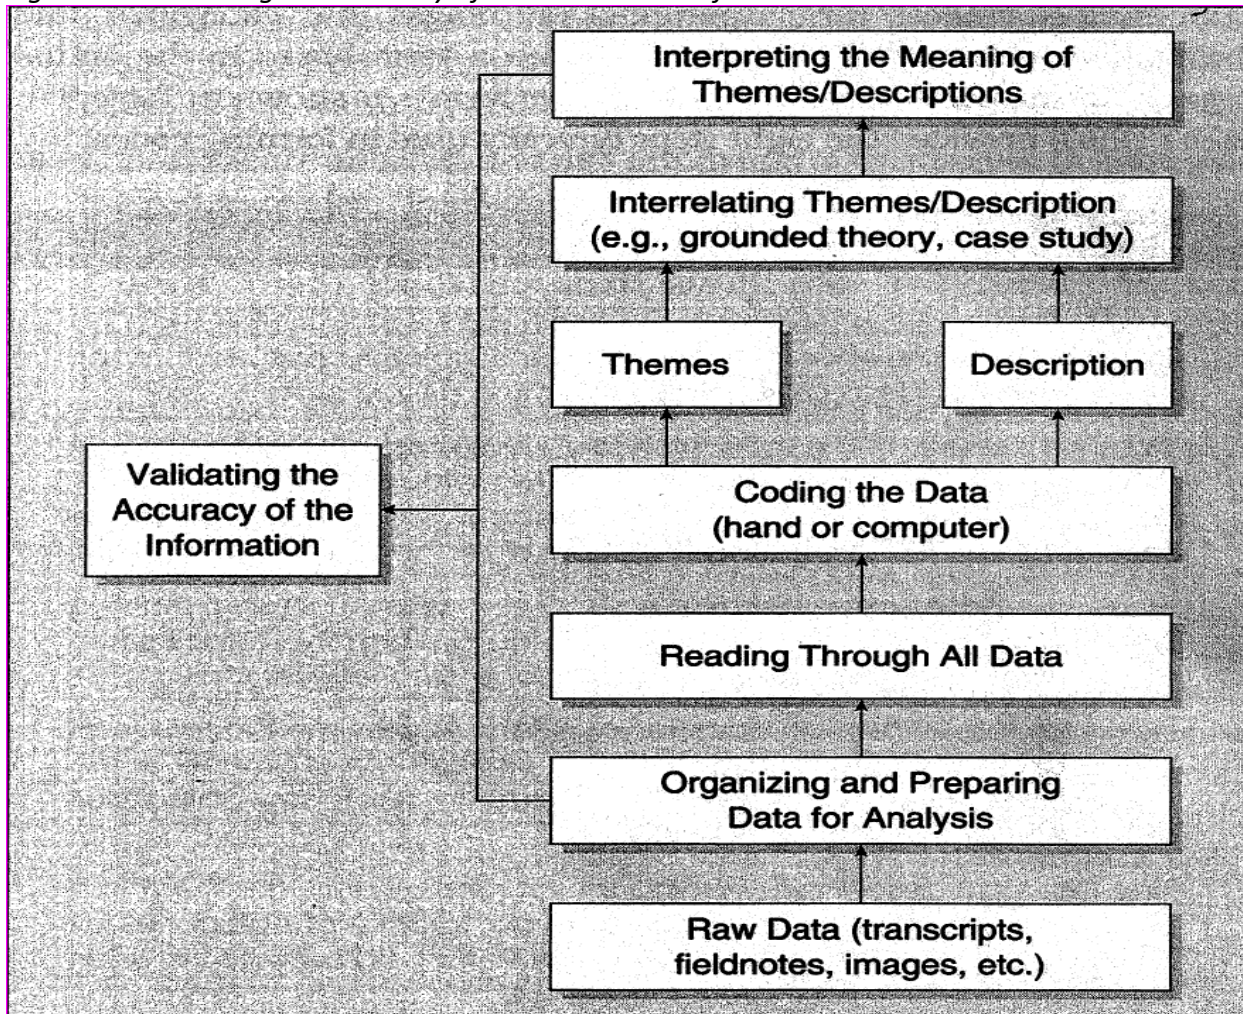 Interpreting the Meaning of
Themes/Descriptions
Interrelating Themes/Description
(e.g., grounded theory, case study)
Themes
Description
Validating the
Accuracy of the
Information
Coding the Data
(hand or computer)
Reading Through All Data
Organizing and Preparing
Data for Analysis
Raw Data (transcripts,
fieldnotes, images, etc.)